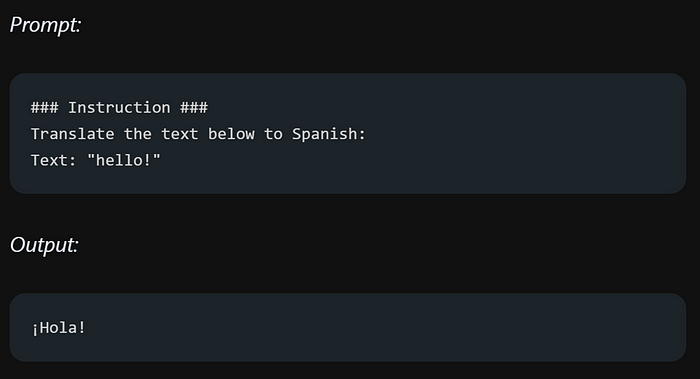 Prompt:
### Instruction ###
Translate the text below to Spanish:
Text: "hello!"
Output:
¡Hola!